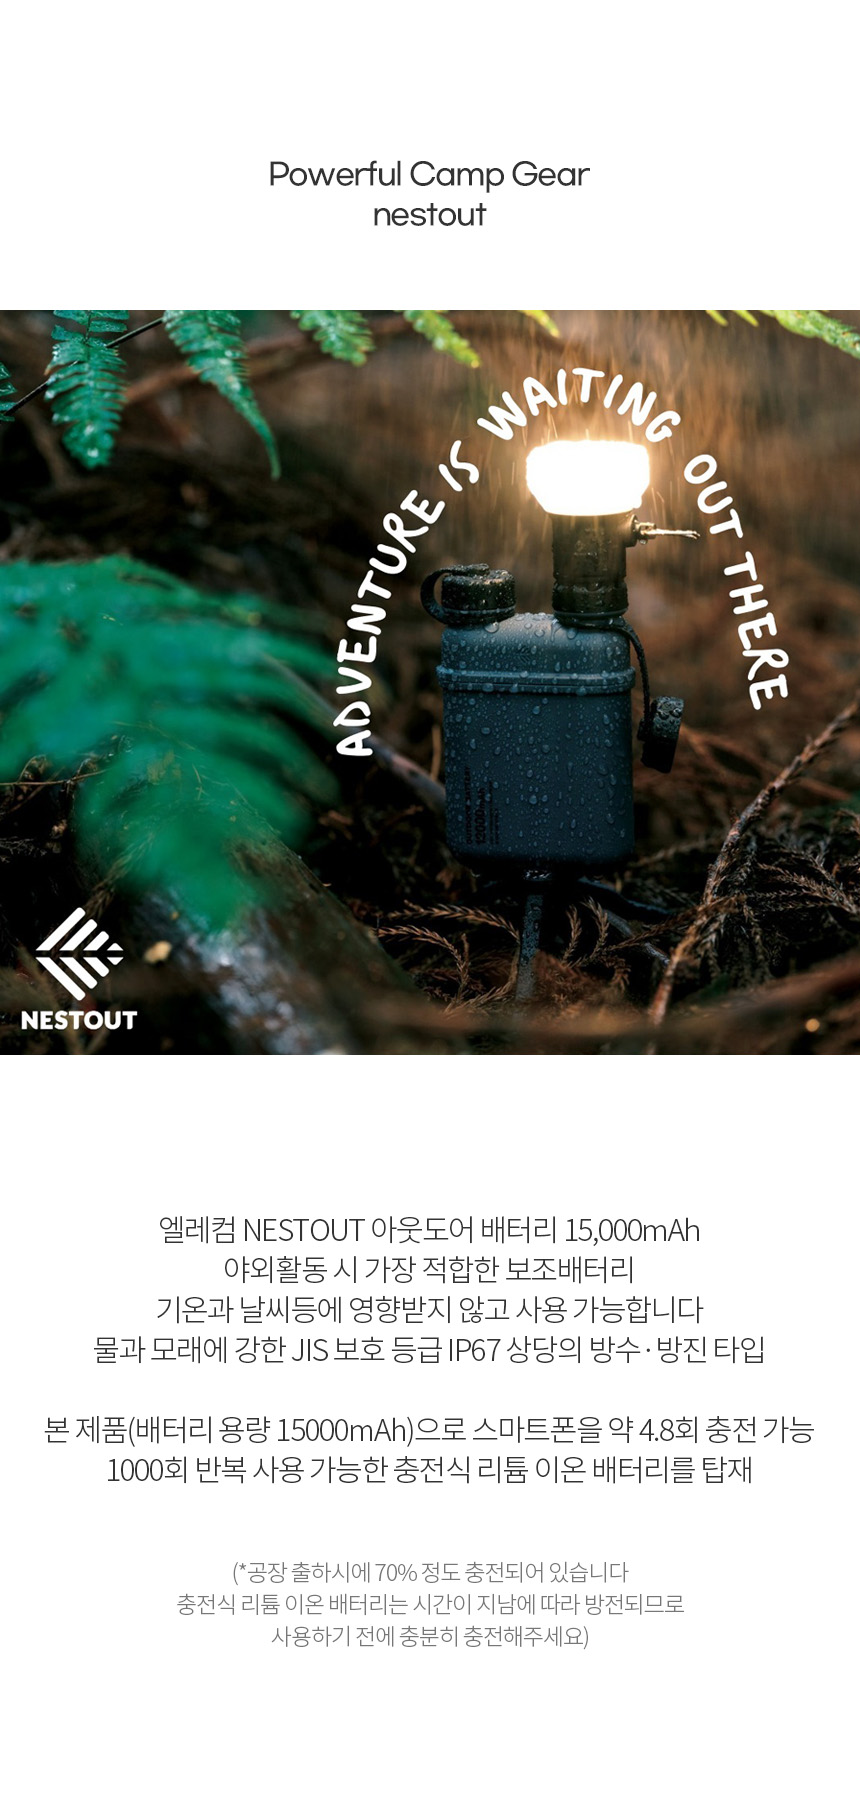 Powerful Camp Gear
nestout
ADVENTURE IS WAITING OUT THERE
NESTOUT
엘레컴 NESTOUT 아웃도어 배터리 15,000mAh
야외활동 시 가장 적합한 보조배터리
기온과 날씨등에 영향받지 않고 사용 가능합니다
물과 모래에 강한 JIS 보호 등급 IP67 상당의 방수·방진 타입
본 제품(배터리 용량 15000mAh)으로 스마트폰을 약 4.8회 충전 가능
1000회 반복 사용 가능한 충전식 리튬 이온 배터리를 탑재
(*공장 출하시에 70% 정도 충전되어 있습니다
충전식 리튬 이온 배터리는 시간이 지남에 따라 방전되므로
사용하기 전에 충분히 충전해주세요)